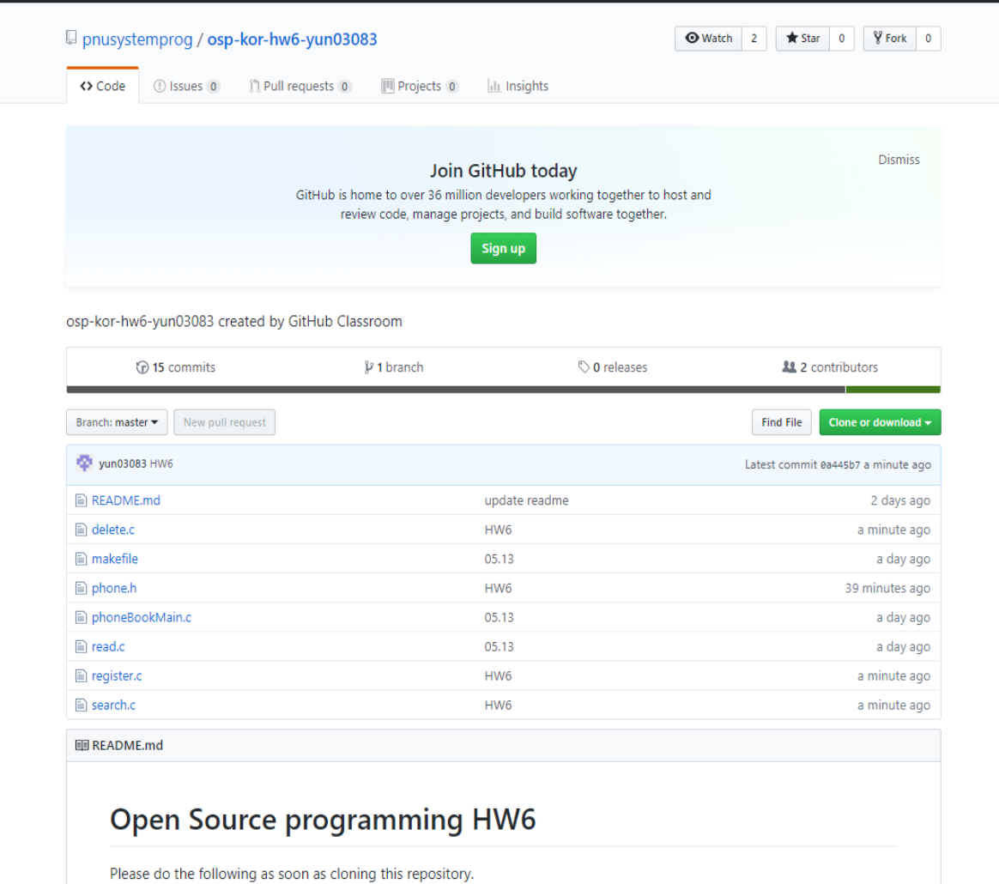 pnusystemprog / osp-kor-hw6-yun03083
Watch 2 Star 0 Fork 0
Code Issues 0 Pull requests 0 Projects 0 Insights
Dismiss
Join GitHub today
GitHub is home to over 36 million developers working together to host and
review code, manage projects, and build software together.
Sign up
osp-kor-hw6-yun03083 created by GitHub Classroom
15 commits 1 branch 0 releases 2 contributors
Branch: master New pull request Find File Clone or download
yun03083 HW6 Latest commit 0a445b7 a minute ago
README.md update readme 2 days ago
delete.c HW6 a minute ago
makefile 05.13 a day ago
phone.h HW6 39 minutes ago
phoneBookMain.c 05.13 a day ago
read.c 05.13 a day ago
register.c HW6 a minute ago
search.c HW6 a minute ago
README.md
Open Source programming HW6
Please do the following as soon as cloning this repository.